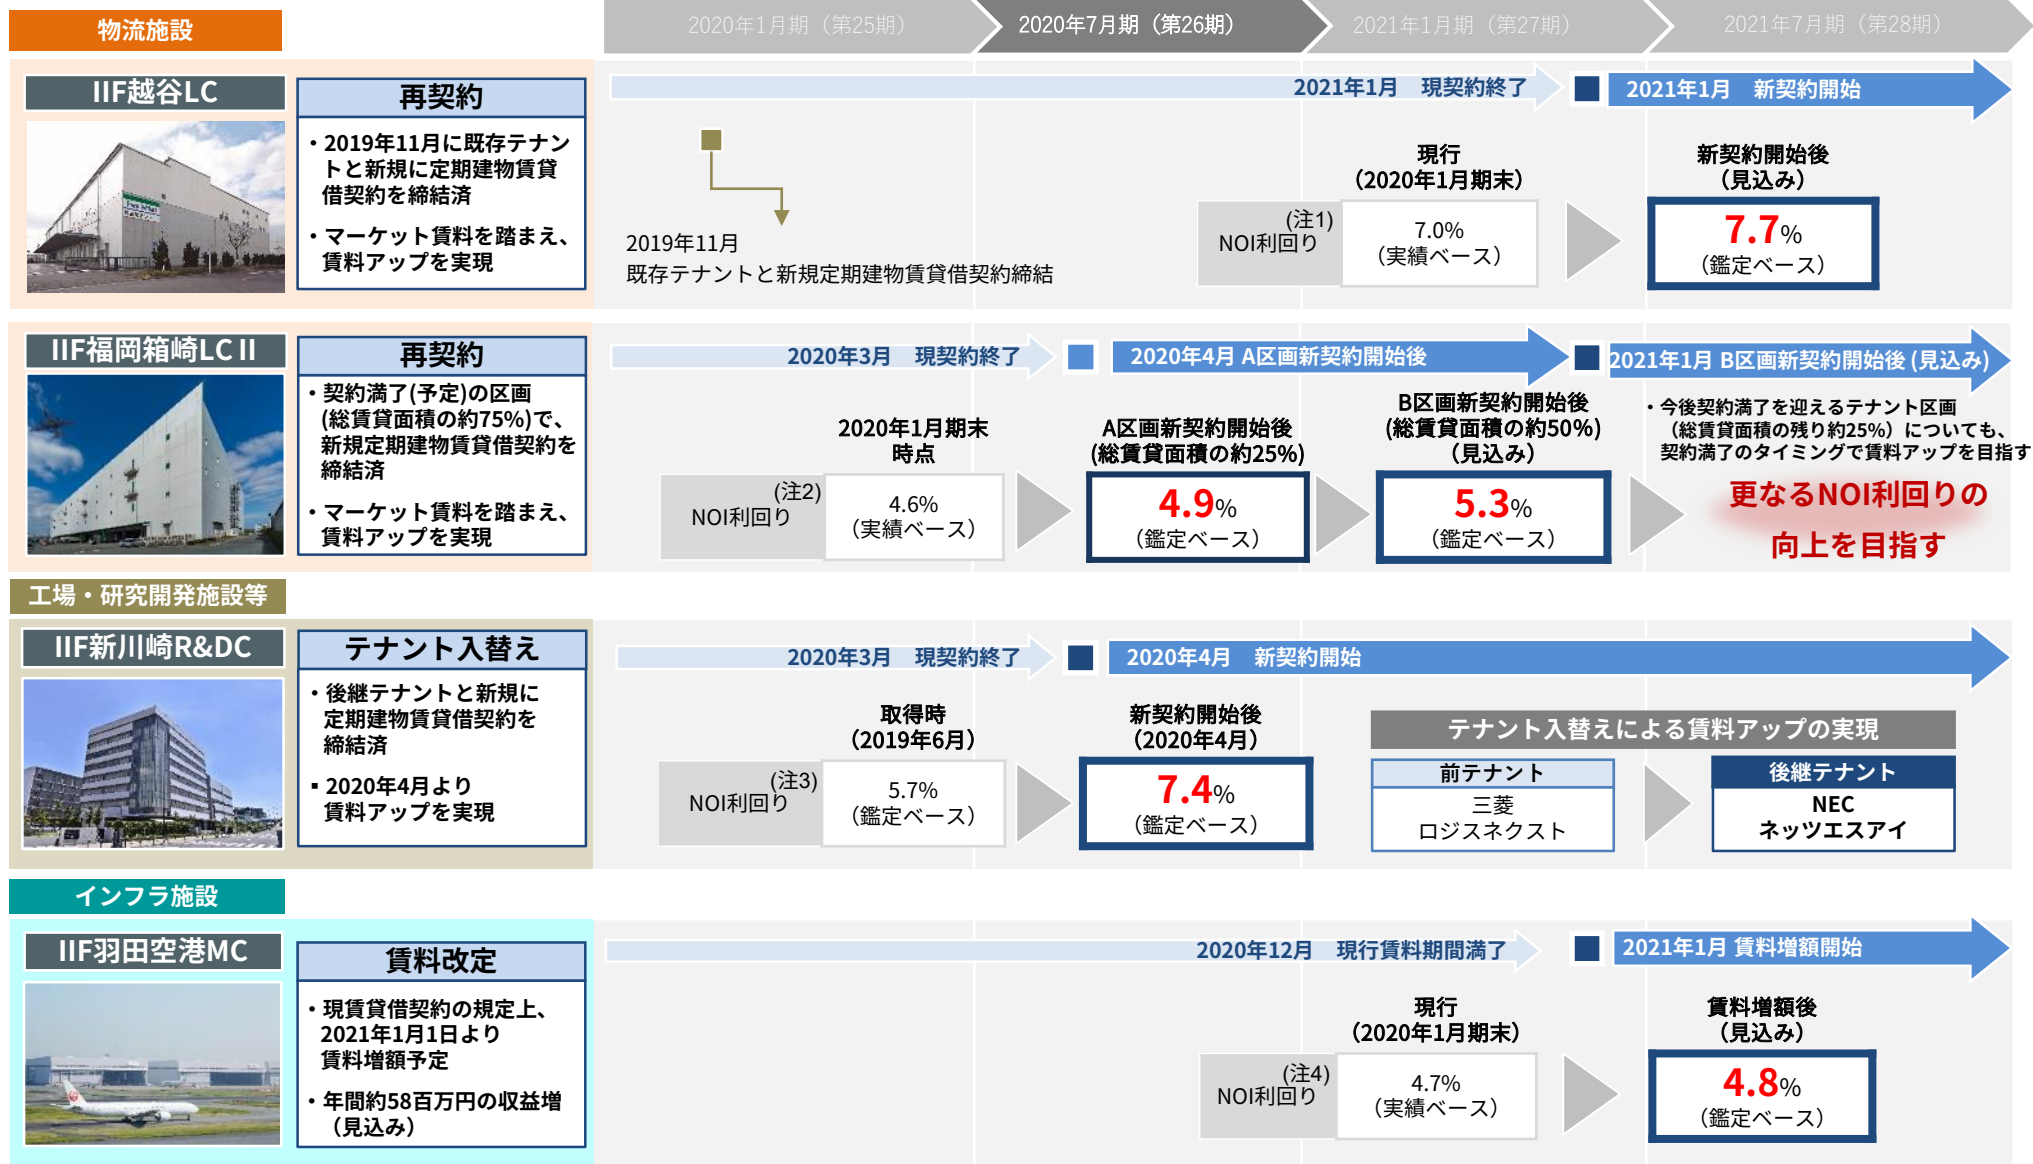 物流施設
2020年1月期（第25期）
2020年7月期（第26期）
2021年1月期（第27期）
2021年7月期（第28期）
IIF越谷LC
再契約
・2019年11月に既存テナン
トと新規に定期建物賃貸
借契約を締結済
・マーケット賃料を踏まえ、
賃料アップを実現
2021年1月　現契約終了
2021年1月　新契約開始
2019年11月
既存テナントと新規定期建物賃貸借契約締結
現行
（2020年1月期末）
新契約開始後
（見込み）
(注1)
NOI利回り
7.0%
（実績ベース）
7.7%
（鑑定ベース）
IIF福岡箱崎LCⅡ
再契約
・契約満了(予定)の区画
(総賃貸面積の約75%)で、
新規定期建物賃貸借契約を
締結済
・マーケット賃料を踏まえ、
賃料アップを実現
2020年3月　現契約終了
2020年4月 A区画新契約開始後
2021年1月 B区画新契約開始後 (見込み)
2020年1月期末
時点
A区画新契約開始後
(総賃貸面積の約25%)
B区画新契約開始後
(総賃貸面積の約50%)
（見込み）
・今後契約満了を迎えるテナント区画
（総賃貸面積の残り約25%）についても、
契約満了のタイミングで賃料アップを目指す
(注2)
NOI利回り
4.6%
（実績ベース）
4.9%
（鑑定ベース）
5.3%
（鑑定ベース）
更なるNOI利回りの
向上を目指す
工場・研究開発施設等
IIF新川崎R&DC
テナント入替え
・後継テナントと新規に
定期建物賃貸借契約を
締結済
▪ 2020年4月より
賃料アップを実現
2020年3月　現契約終了
2020年4月　新契約開始
取得時
（2019年6月）
新契約開始後
（2020年4月）
(注3)
NOI利回り
5.7%
（鑑定ベース）
7.4%
（鑑定ベース）
テナント入替えによる賃料アップの実現
前テナント
三菱
ロジスネクスト
後継テナント
NEC
ネッツエスアイ
インフラ施設
IIF羽田空港MC
賃料改定
・現賃貸借契約の規定上、
2021年1月1日より
賃料増額予定
・年間約58百万円の収益増
（見込み）
2020年12月　現行賃料期間満了
2021年1月 賃料増額開始
現行
（2020年1月期末）
賃料増額後
（見込み）
(注4)
NOI利回り
4.7%
（実績ベース）
4.8%
（鑑定ベース）